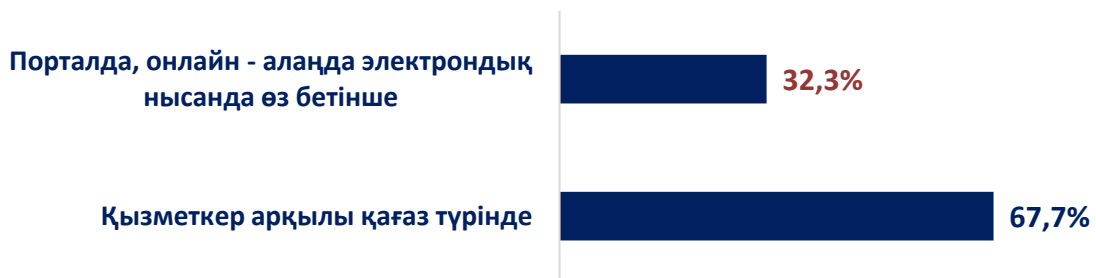 Порталда, онлайн - алаңда электрондық
нысанда өз бетінше
32,3%
Қызметкер арқылы қағаз түрінде
67,7%